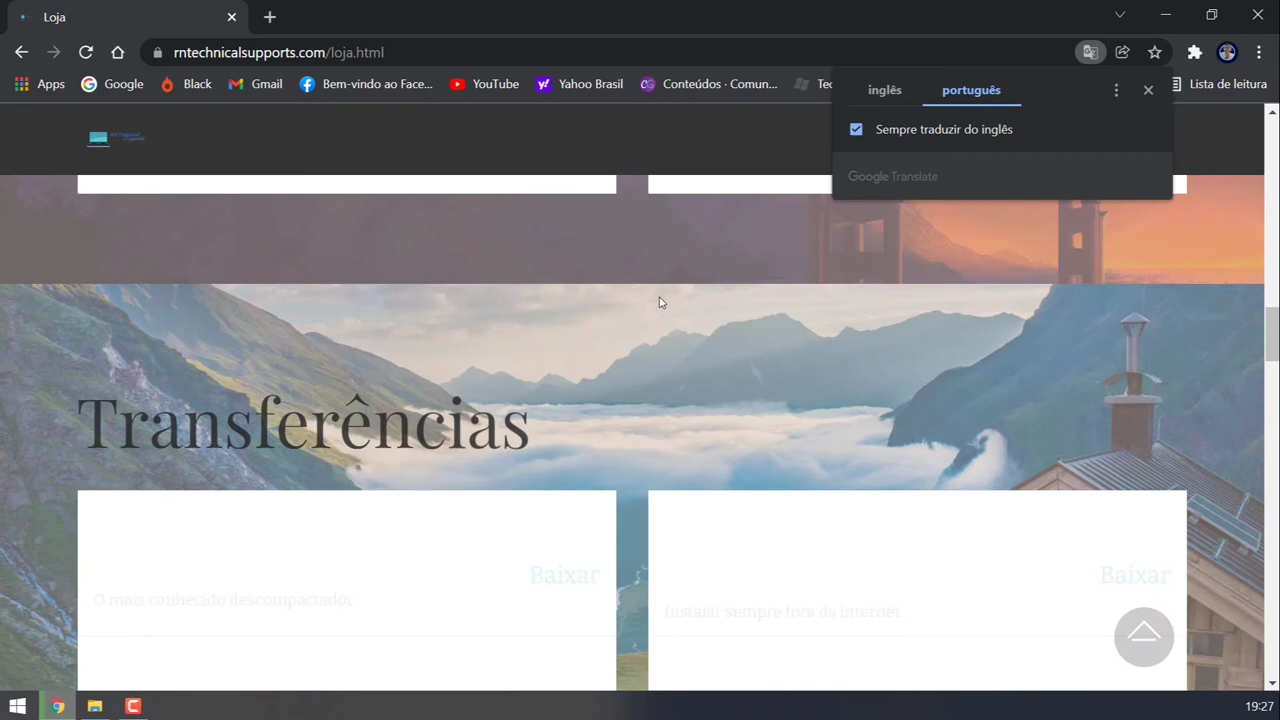 Loja
rntechnicalsupports.com/loja.html
Apps
Google
Black
Gmail
Bem-vindo ao Face...
YouTube
Yahoo Brasil
Conteúdos · Comun...
Lista de leitura
inglês
português
Sempre traduzir do inglês
Google Translate
Transferências
Baixar
O mais conhecido descompactador
Baixar
Instalar sempre fora da internet
19:27